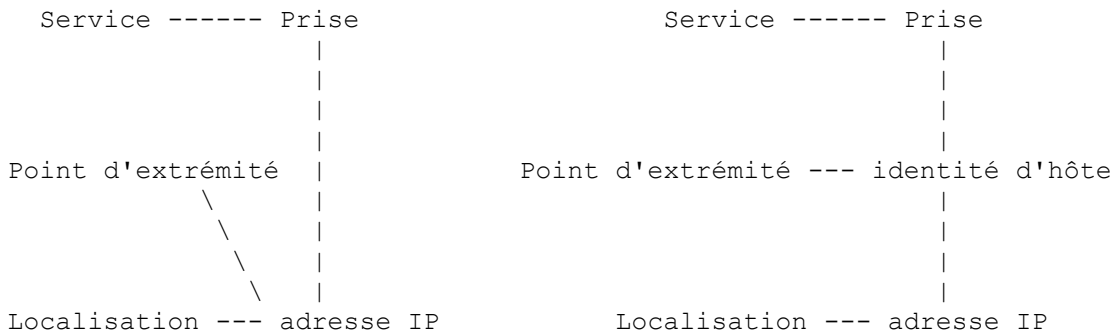 Service ------ Prise Service ------ Prise
Point d'extrémité | Point d'extrémité --- identité d'hôte
Localisation --- adresse IP Localisation --- adresse IP